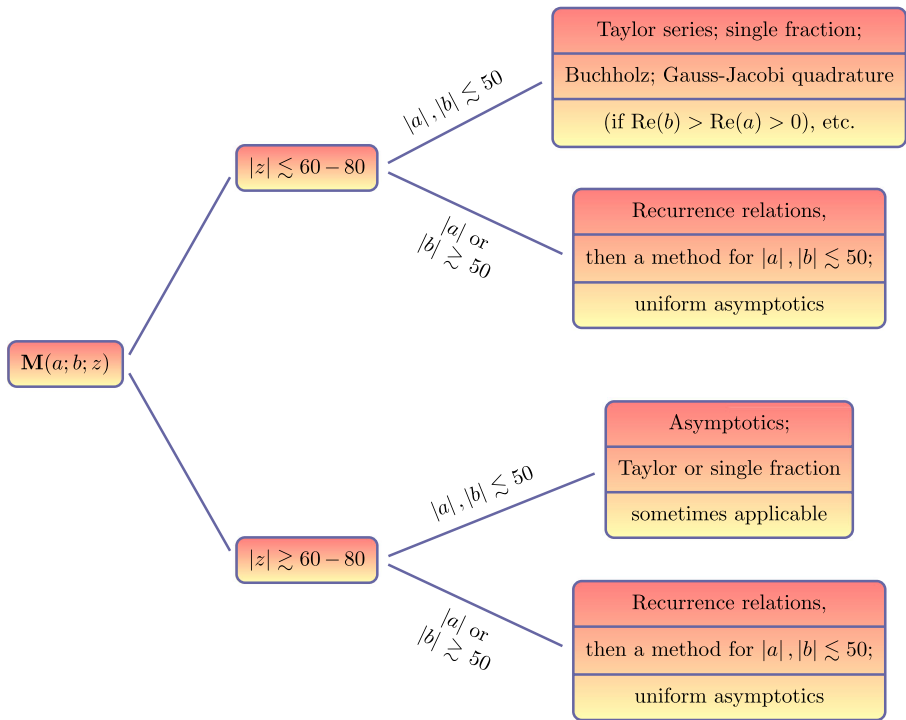 Taylor series; single fraction;
Buchholz; Gauss-Jacobi quadrature
(if Re(b) > Re(a) > 0), etc.
|a| , |b| ≲ 50
|z| ≲ 60 − 80
|a| or
|b| ≳ 50
Recurrence relations,
then a method for |a| , |b| ≲ 50;
uniform asymptotics
M(a; b; z)
Asymptotics;
Taylor or single fraction
sometimes applicable
|a| , |b| ≲ 50
|z| ≳ 60 − 80
|a| or
|b| ≳ 50
Recurrence relations,
then a method for |a| , |b| ≲ 50;
uniform asymptotics